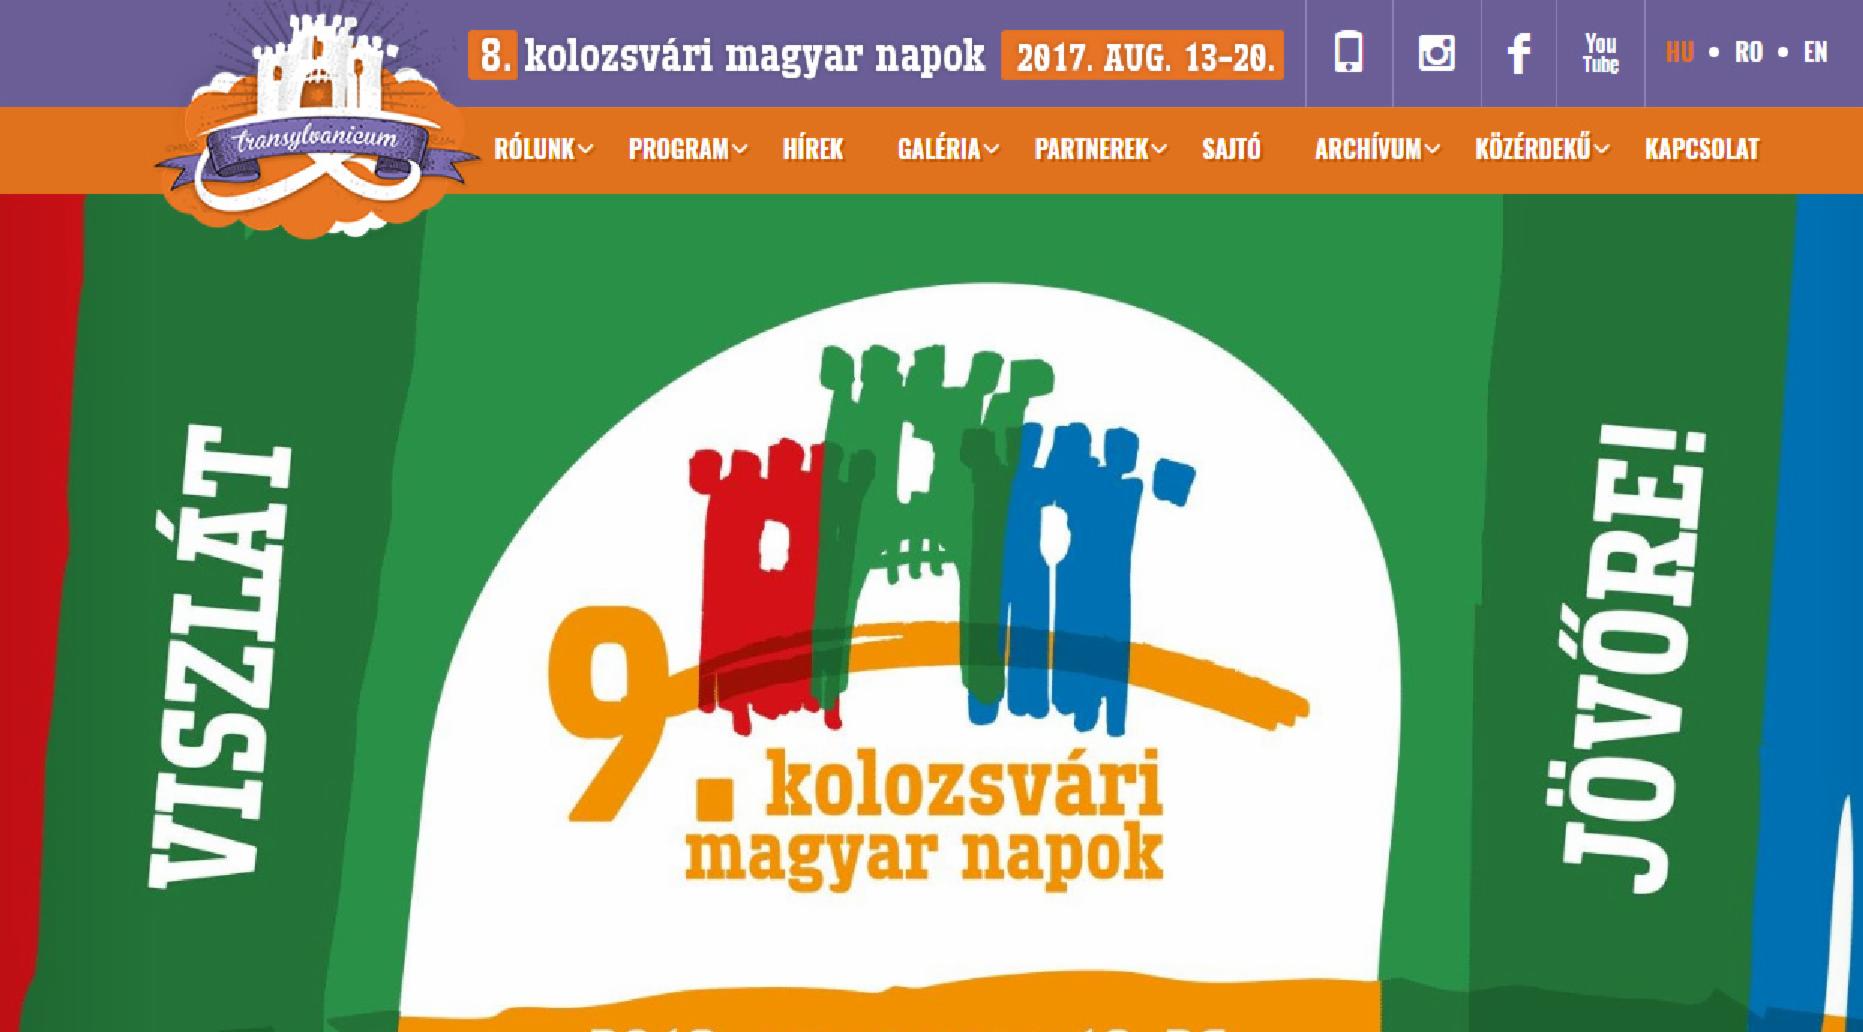 8. kolozsvári magyar napok 2017. AUG. 13-20.
You
Tube
HU • RO • EN
transylvanicum
RÓLUNK PROGRAM HÍREK GALÉRIA PARTNEREK SAJTÓ ARCHÍVUM KÖZÉRDEKŰ KAPCSOLAT
VISZLÁT
9. kolozsvári
magyar napok
JÖVŐRE!